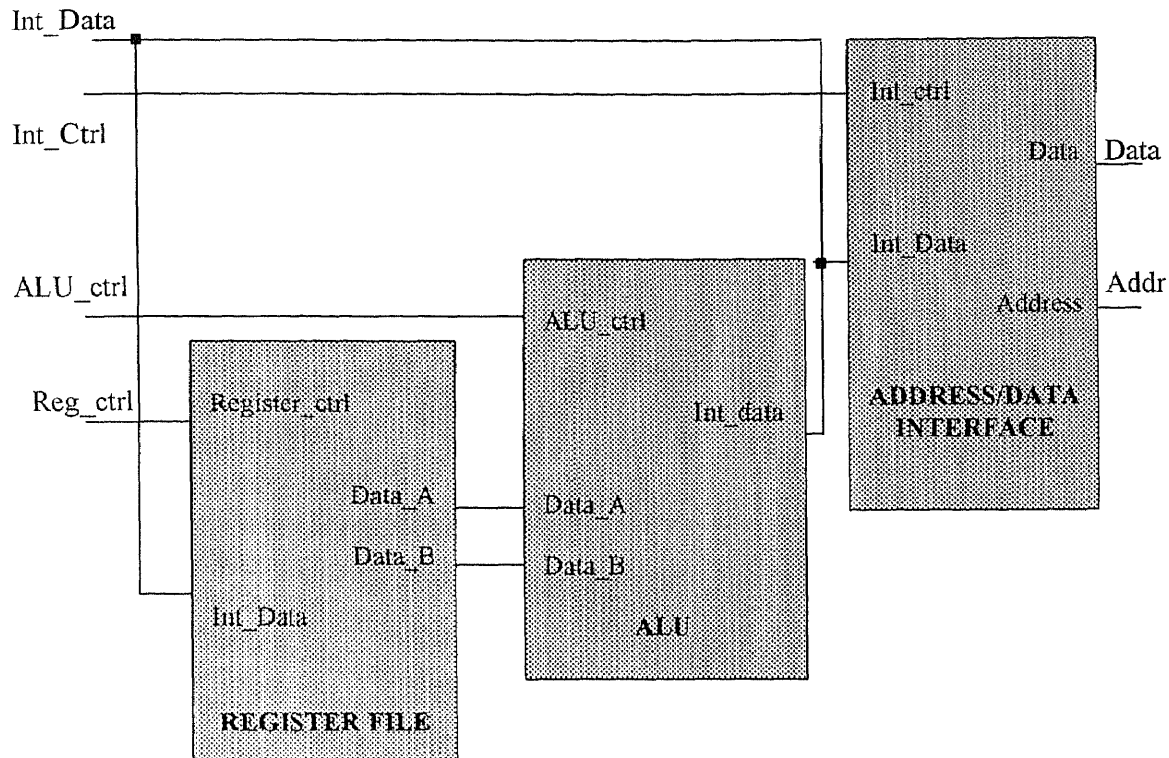 Int_Data
Int_ctrl
Int_Ctrl
Data
Data
Int_Data
ALU_ctrl
Addr
Address
ALU_ctrl
Reg_ctrl
Register_ctrl
Int_data
ADDRESS/DATA
INTERFACE
Data_A
Data_A
Data_B
Data_B
Int_Data
ALU
REGISTER FILE